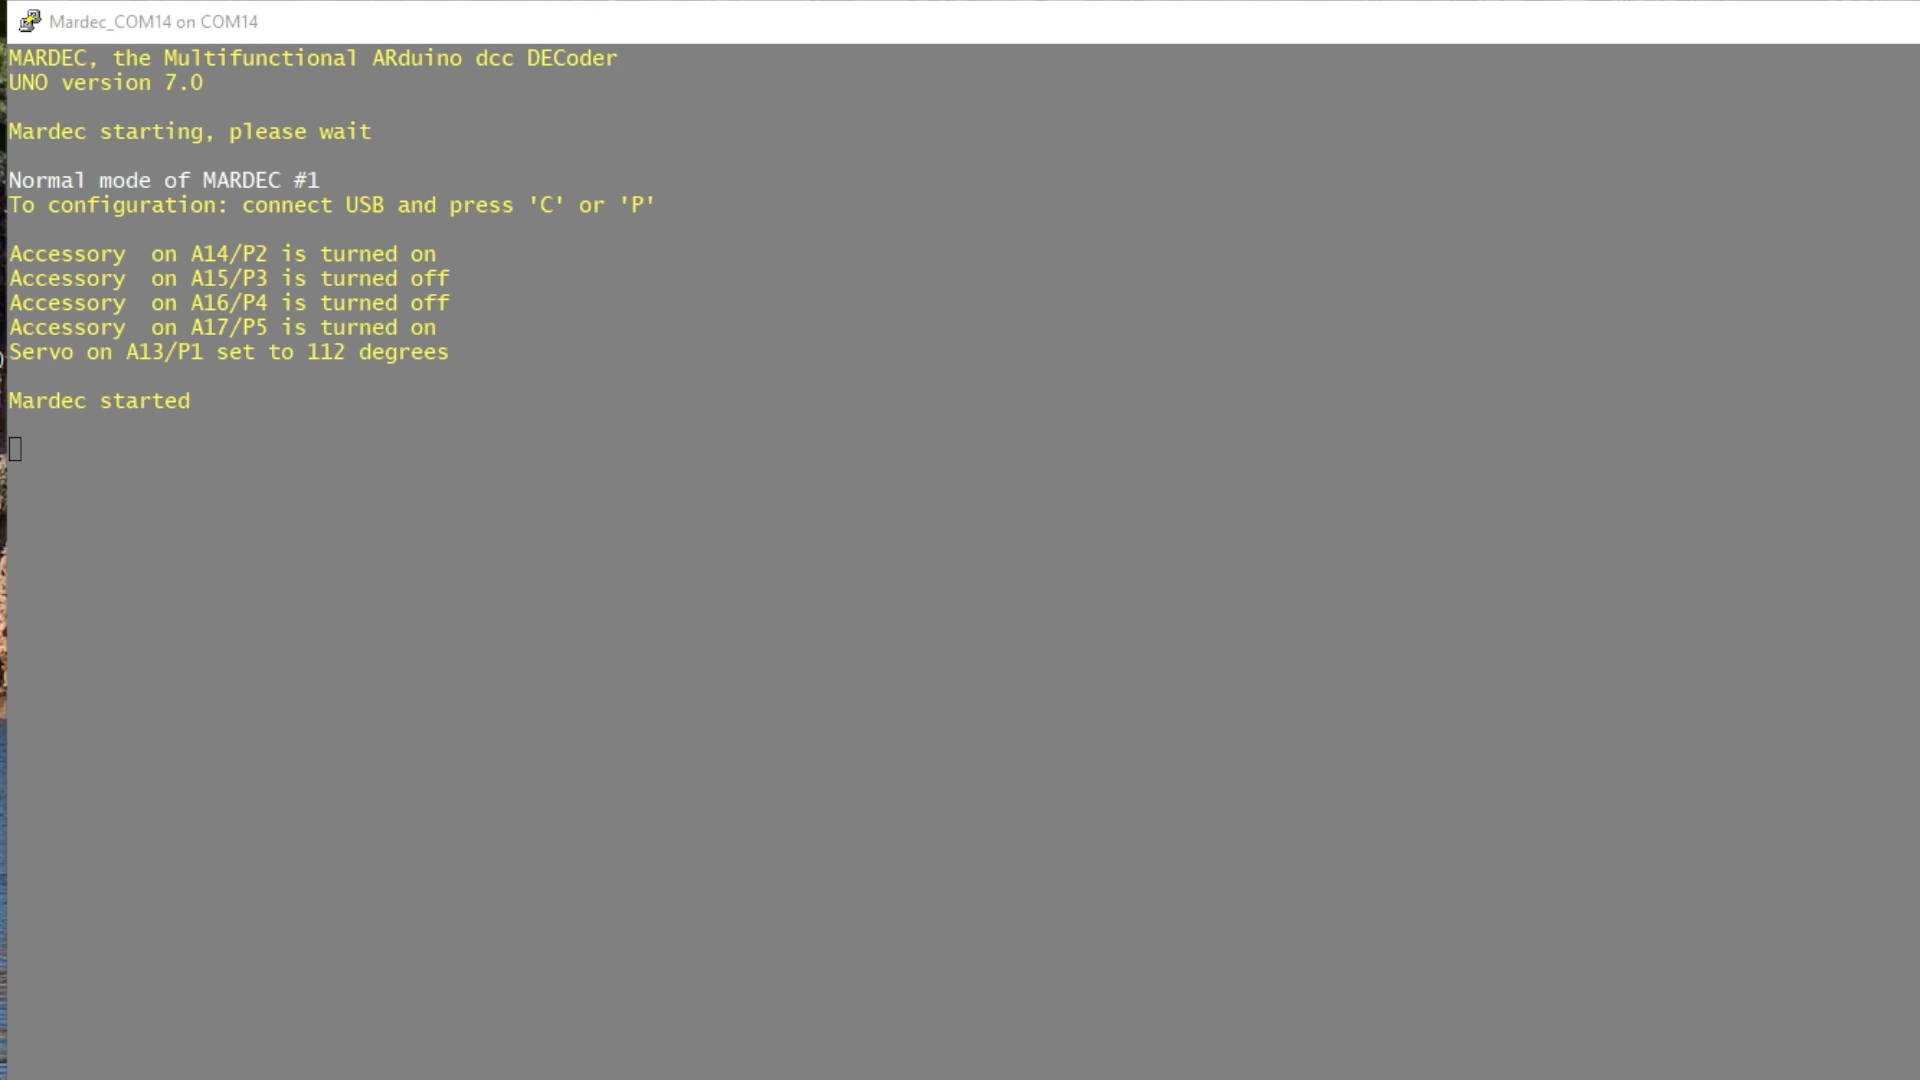 Mardec_COM14 on COM14
MARDEC, the Multifunctional ARduino dcc DECoder
UNO version 7.0
Mardec starting, please wait
Normal mode of MARDEC #1
To configuration: connect USB and press 'C' or 'P'
Accessory  on A14/P2 is turned on
Accessory  on A15/P3 is turned off
Accessory  on A16/P4 is turned off
Accessory  on A17/P5 is turned on
Servo on A13/P1 set to 112 degrees
Mardec started